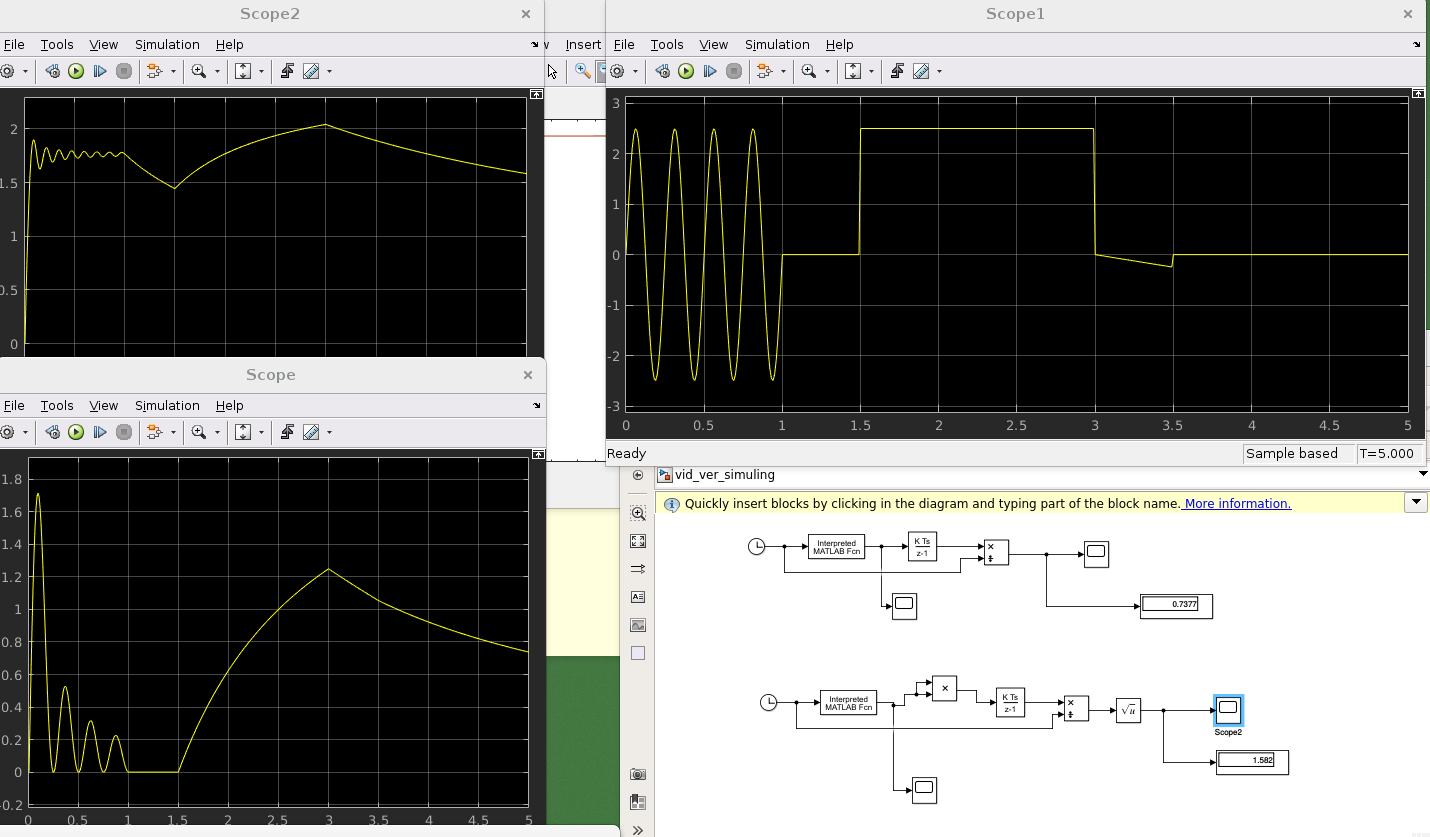 Scope2
File Tools View Simulation Help
2
1.5
1
0.5
0
Insert
Scope1
File Tools View Simulation Help
3
2
1
0
-1
-2
-3
0 0.5 1 1.5 2 2.5 3 3.5 4 4.5 5
Ready Sample based T=5.000
Scope
File Tools View Simulation Help
1.8
1.6
1.4
1.2
1
0.8
0.6
0.4
0.2
0
-0.2
0 0.5 1 1.5 2 2.5 3 3.5 4 4.5 5
vid_ver_simuling
Quickly insert blocks by clicking in the diagram and typing part of the block name. More information.
Interpreted
MATLAB Fcn
K Ts
z-1
×
÷
0.7377
Interpreted
MATLAB Fcn
×
K Ts
z-1
×
÷
√u
Scope2
1.582